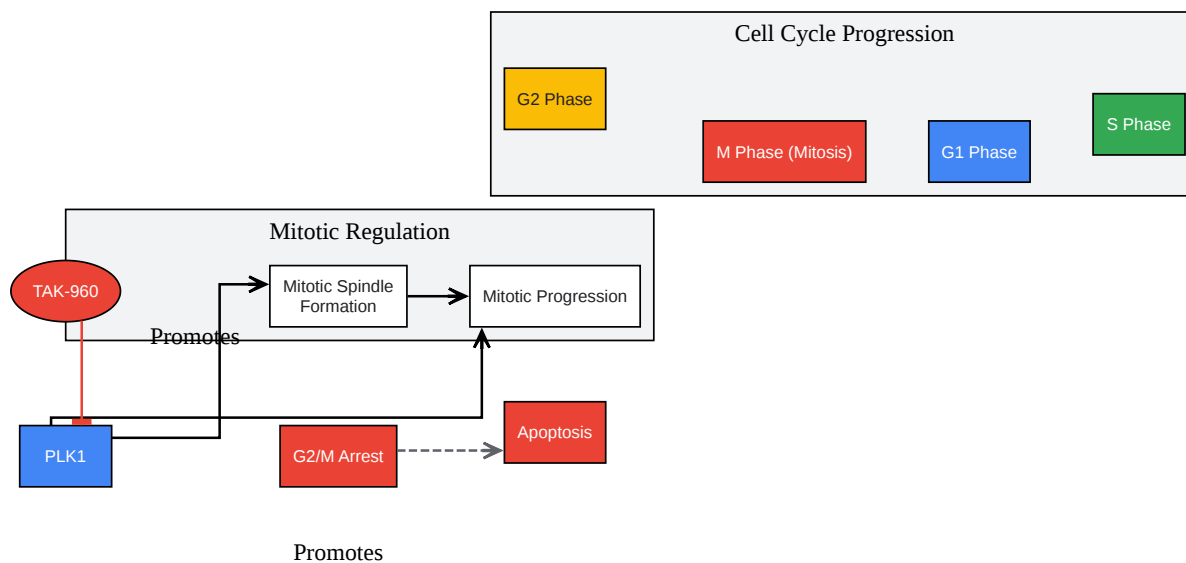 Cell Cycle Progression
G2 Phase
S Phase
M Phase (Mitosis)
G1 Phase
Mitotic Regulation
TAK-960
Mitotic Spindle
Formation
Mitotic Progression
Promotes
Apoptosis
PLK1
G2/M Arrest
Promotes